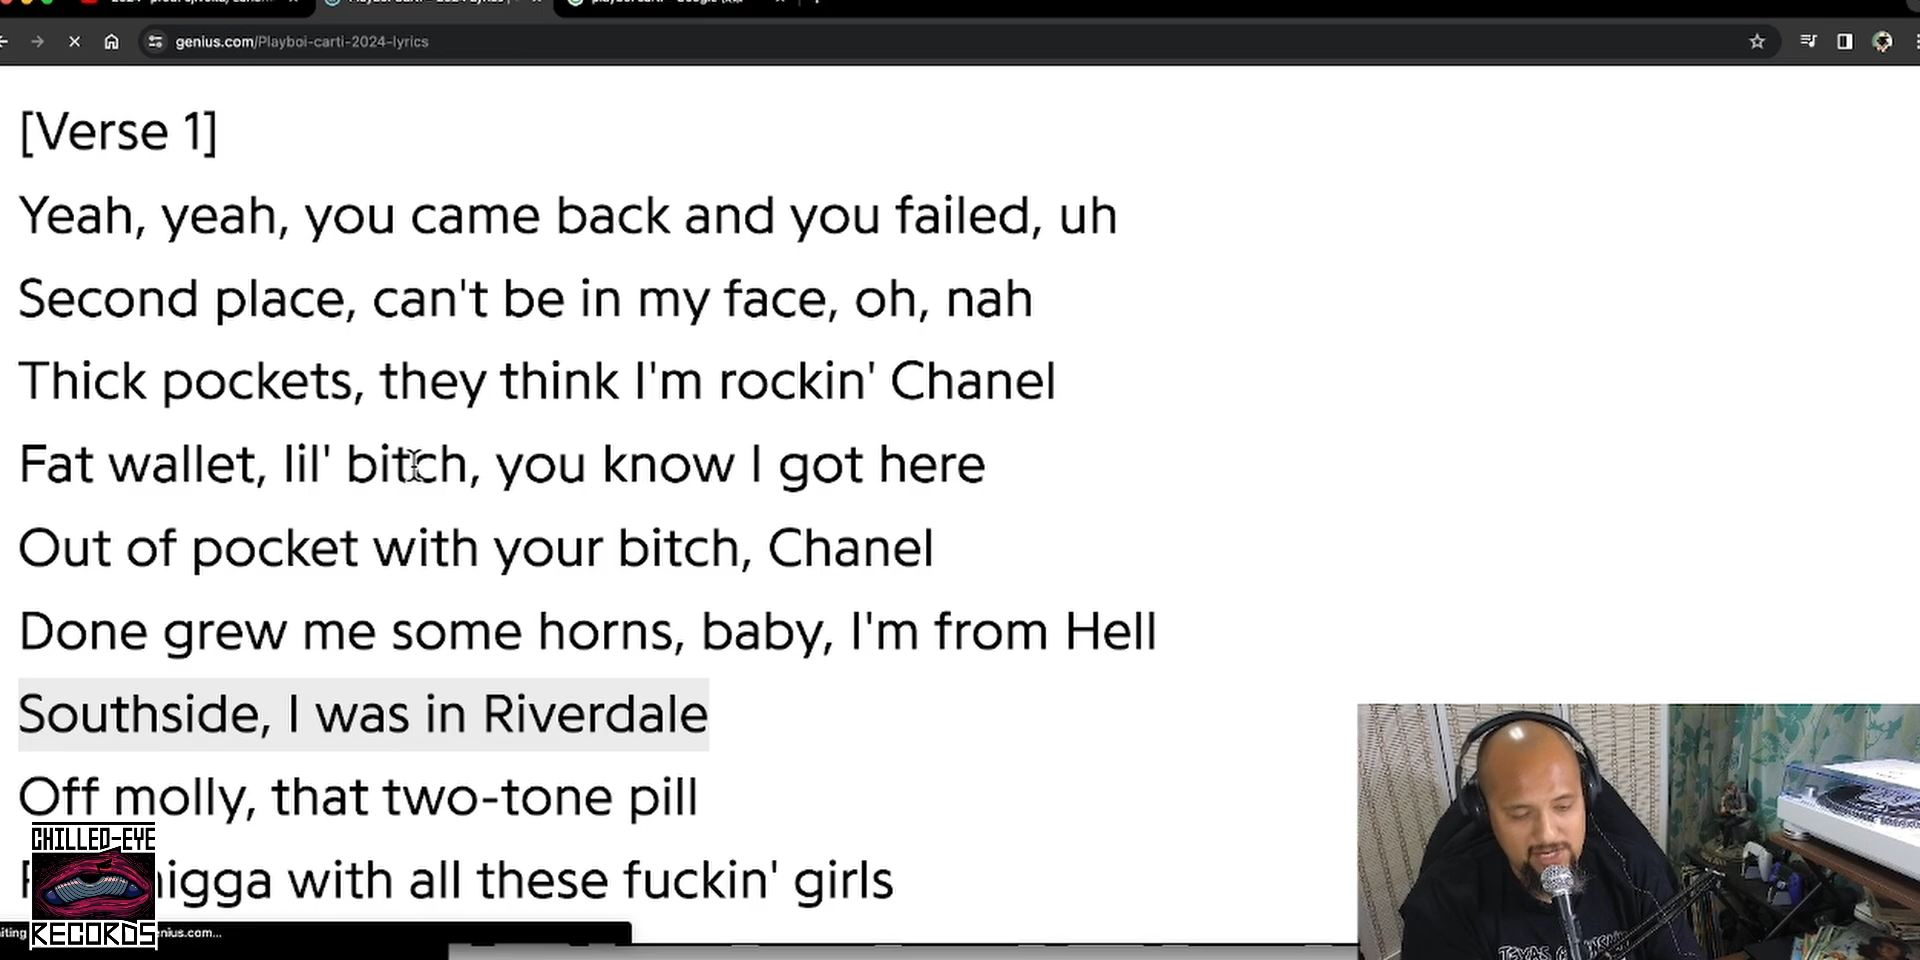 genius.com/Playboi-carti-2024-lyrics
[Verse 1]
Yeah, yeah, you came back and you failed, uh
Second place, can't be in my face, oh, nah
Thick pockets, they think I'm rockin' Chanel
Fat wallet, lil' bitch, you know I got here
Out of pocket with your bitch, Chanel
Done grew me some horns, baby, I'm from Hell
Southside, I was in Riverdale
Off molly, that two-tone pill
nigga with all these fuckin' girls
CHILLED-EYE
RECORDS
enius.com...
TEXAS